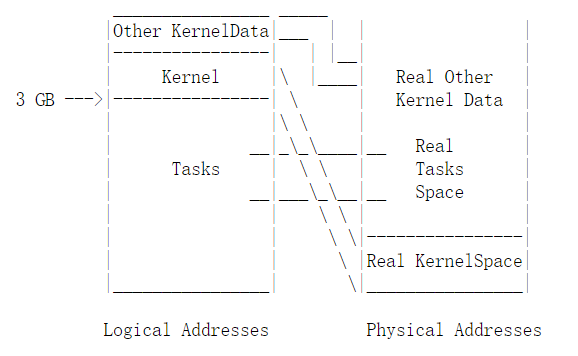 Other KernelData
Kernel
3 GB --->
Tasks
Real Other
Kernel Data
Real
Tasks
Space
Real KernelSpace
Logical Addresses
Physical Addresses